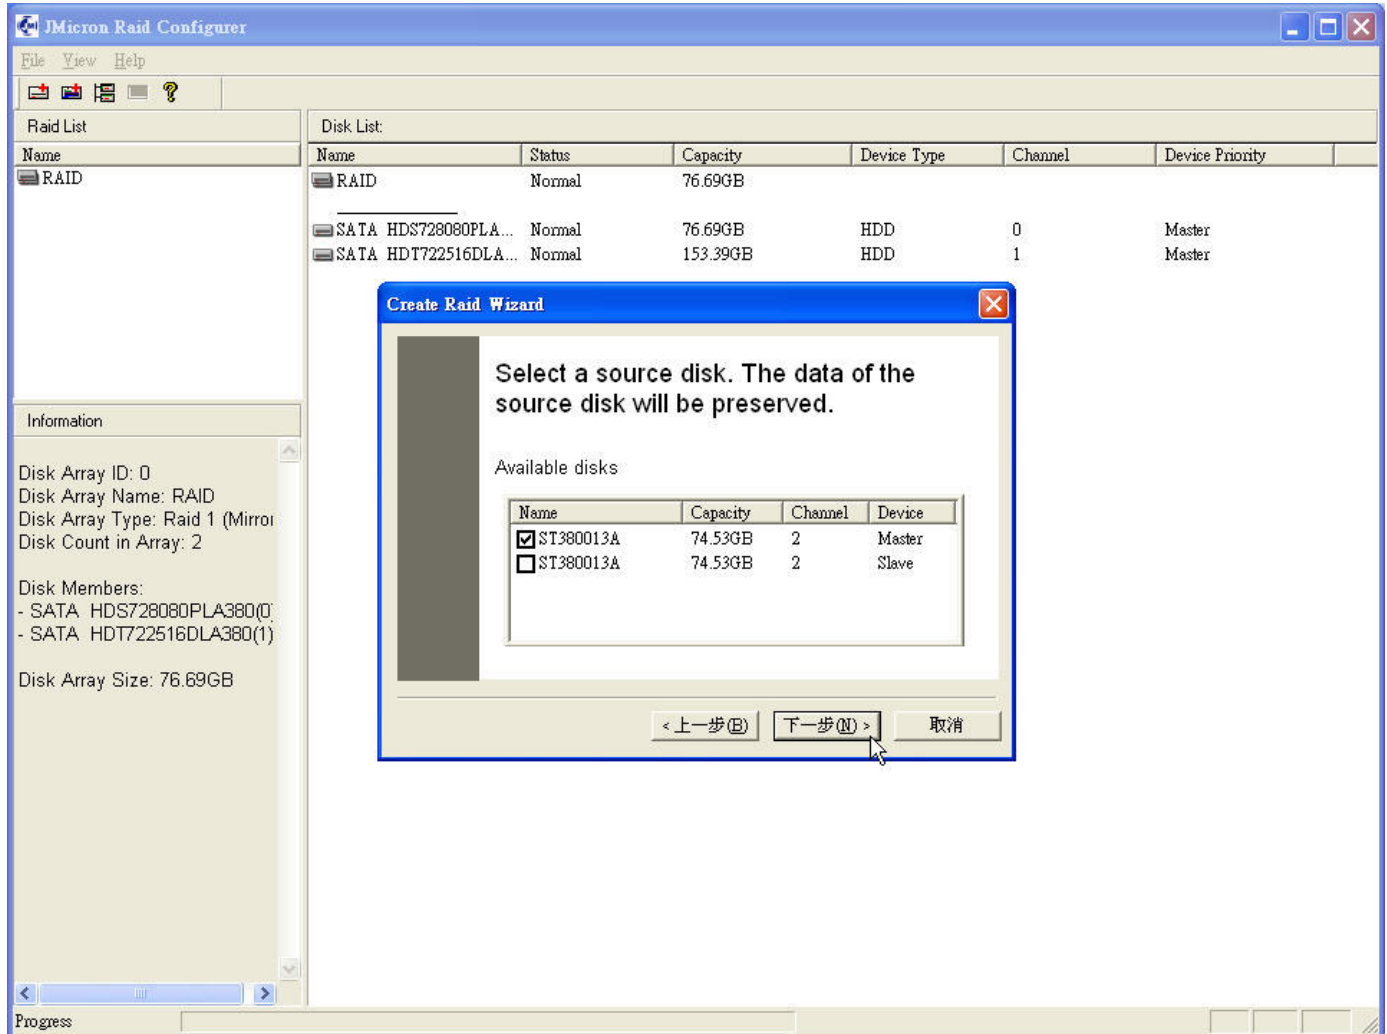 JMicron Raid Configurer
File View Help
Raid List
Disk List:
Name
Name Status Capacity Device Type Channel Device Priority
RAID
RAID Normal 76.69GB
SATA HDS728080PLA... Normal 76.69GB HDD 0 Master
SATA HDT722516DLA... Normal 153.39GB HDD 1 Master
Create Raid Wizard
Select a source disk. The data of the
source disk will be preserved.
Available disks
Name Capacity Channel Device
ST380013A 74.53GB 2 Master
ST380013A 74.53GB 2 Slave
<上一步(B) 下一步(N) > 取消
Information
Disk Array ID: 0
Disk Array Name: RAID
Disk Array Type: Raid 1 (Mirror
Disk Count in Array: 2
Disk Members:
- SATA HDS728080PLA380(0)
- SATA HDT722516DLA380(1)
Disk Array Size: 76.69GB
Progress